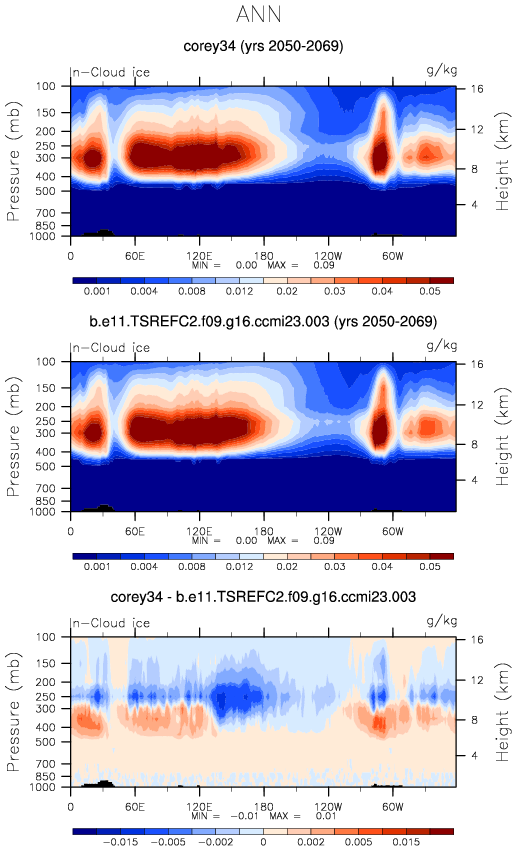 ANN
corey34 (yrs 2050-2069)
In-Cloud ice g/kg
Pressure (mb)
100
150
200
250
300
400
500
700
850
1000
16
12
8
4
Height (km)
0 60E 120E 180 120W 60W
MIN = 0.00 MAX = 0.09
0.001 0.004 0.008 0.012 0.02 0.03 0.04 0.05
b.e11.TSREFC2.f09.g16.ccmi23.003 (yrs 2050-2069)
In-Cloud ice g/kg
Pressure (mb)
100
150
200
250
300
400
500
700
850
1000
16
12
8
4
Height (km)
0 60E 120E 180 120W 60W
MIN = 0.00 MAX = 0.09
0.001 0.004 0.008 0.012 0.02 0.03 0.04 0.05
corey34 - b.e11.TSREFC2.f09.g16.ccmi23.003
In-Cloud ice g/kg
Pressure (mb)
100
150
200
250
300
400
500
700
850
1000
16
12
8
4
Height (km)
0 60E 120E 180 120W 60W
MIN = -0.01 MAX = 0.01
-0.015 -0.005 -0.002 0 0.002 0.005 0.015